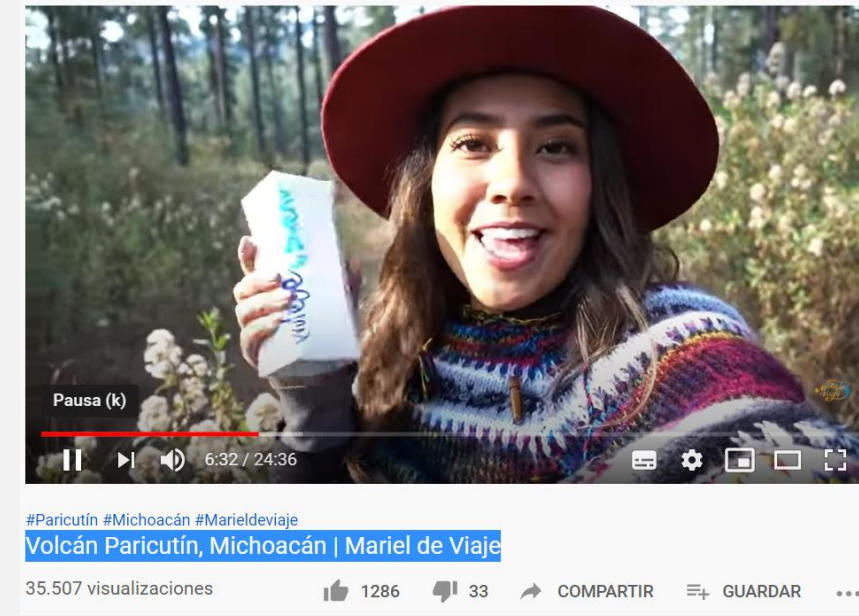 Pausa (k)
6:32 / 24:36
#Paricutín #Michoacán #Marieldeviaje
Volcán Paricutín, Michoacán | Mariel de Viaje
35.507 visualizaciones 1286 33 COMPARTIR GUARDAR